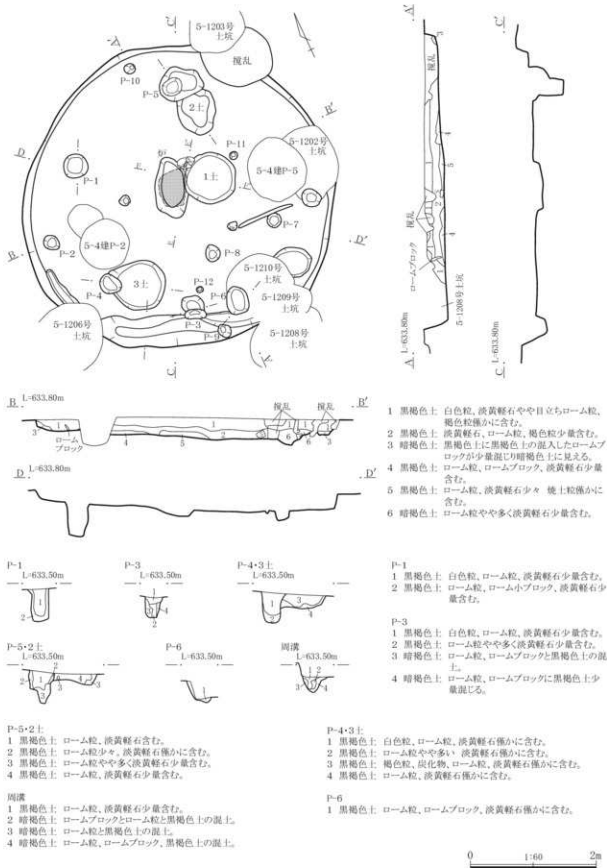 5-1203号
土坑
撹乱
P-10
P-5
2土
5-1202号
土坑
炉
P-11
1土
5-4建P-5
P-1
P-7
P-2
5-4建P-2
P-8
5-1210号
土坑
P-12
3土
P-4
P-6
5-1209号
土坑
P-3
P-9
5-1206号
土坑
5-1208号
土坑
A
A'
B
B'
C
C'
D
D'
L=633.80m
撹乱
ロームブロック
5-1208号土坑
L=633.80m
B L=633.80m B'
撹乱 撹乱
ローム
ブロック
D L=633.80m D'
1 黒褐色土 白色粒、淡黄軽石やや目立ちローム粒、
褐色粒僅かに含む。
2 黒褐色土 淡黄軽石、ローム粒、褐色粒少量含む。
3 暗褐色土 黒褐色土に黒褐色土の混入したロームブ
ロックが少量混じり暗褐色土に見える。
4 黒褐色土 ローム粒、ロームブロック、淡黄軽石少量
含む。
5 黒褐色土 ローム粒、淡黄軽石少々 焼土粒僅かに
含む。
6 暗褐色土 ローム粒やや多く淡黄軽石少量含む。
P-1
L=633.50m
P-3
L=633.50m
P-4・3土
L=633.50m
P-5・2土
L=633.50m
P-6
L=633.50m
周溝
L=633.50m
P-1
1 黒褐色土 白色粒、ローム粒、淡黄軽石少量含む。
2 黒褐色土 ローム粒、ローム小ブロック、淡黄軽石少
量含む。
P-3
1 黒褐色土 白色粒、ローム粒、淡黄軽石少量含む。
2 黒褐色土 ローム粒やや多く淡黄軽石少量含む。
3 暗褐色土 ローム粒、ロームブロックと黒褐色土の混
土。
4 暗褐色土 ローム粒、ロームブロックに黒褐色土少
量混じる。
P-5・2土
1 黒褐色土 ローム粒、淡黄軽石含む。
2 黒褐色土 ローム粒少々、淡黄軽石僅かに含む。
3 黒褐色土 ローム粒やや多く淡黄軽石少量含む。
4 黒褐色土 ローム粒、淡黄軽石少量含む。
周溝
1 黒褐色土 ローム粒、淡黄軽石少量含む。
2 暗褐色土 ロームブロックとローム粒と黒褐色土の混土。
3 暗褐色土 ローム粒と黒褐色土の混土。
4 暗褐色土 ローム粒、ロームブロック、黒褐色土の混土。
P-4・3土
1 黒褐色土 白色粒、ローム粒、淡黄軽石僅かに含む。
2 黒褐色土 ローム粒やや多い、淡黄軽石僅かに含む。
3 黒褐色土 褐色粒、炭化物、ローム粒、淡黄軽石僅かに含む。
4 黒褐色土 ローム粒、淡黄軽石僅かに含む。
P-6
1 黒褐色土 ローム粒、ロームブロック、淡黄軽石僅かに含む。
0 1:60 2m